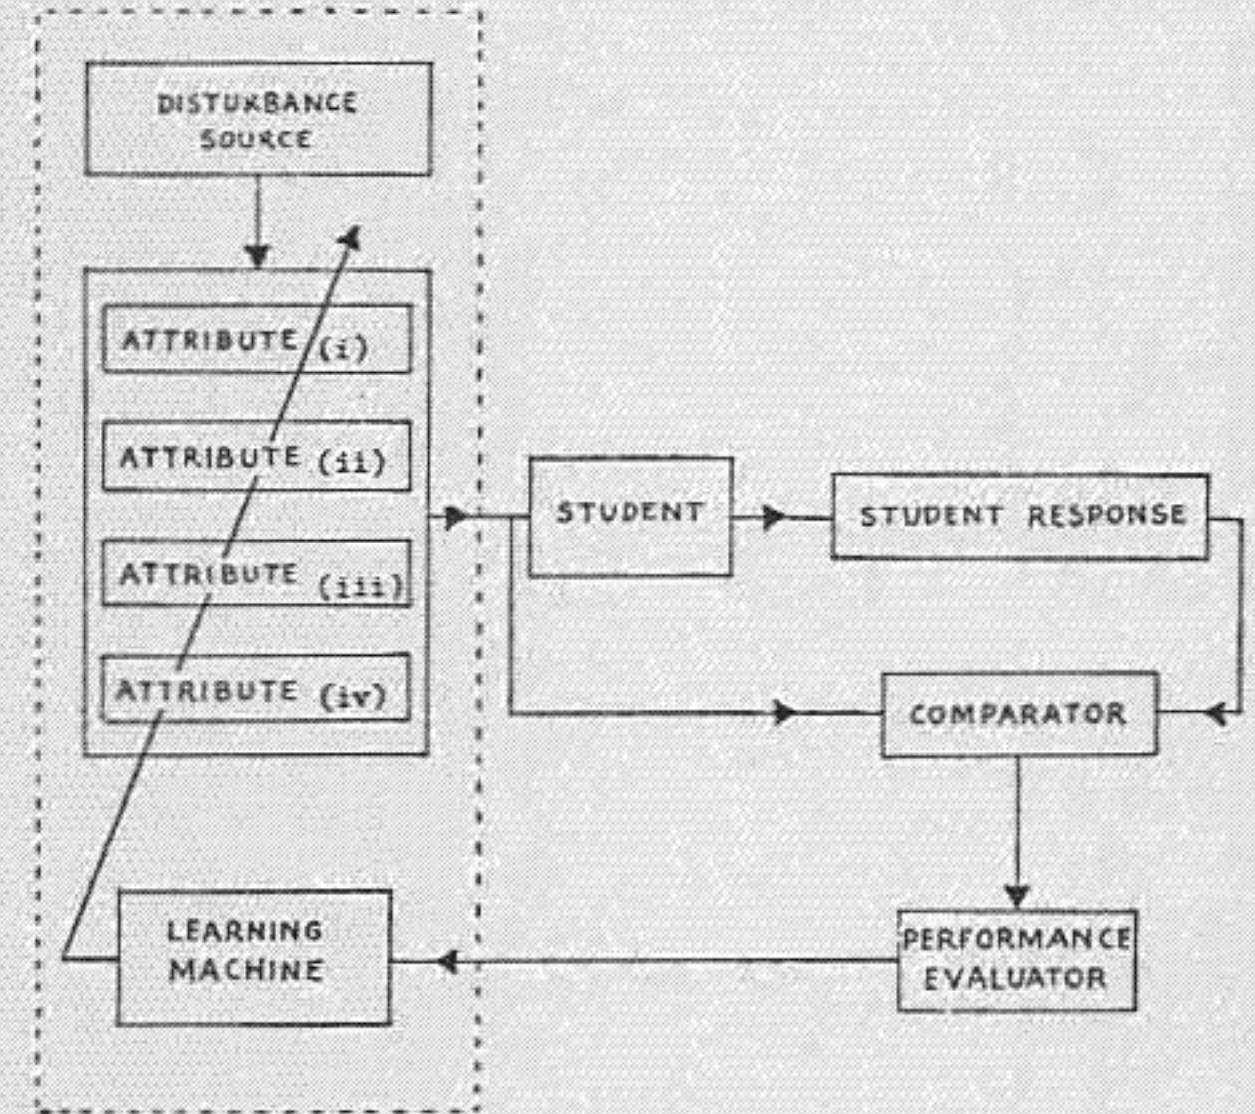 DISTURBANCE
SOURCE
ATTRIBUTE (i)
ATTRIBUTE (ii)
ATTRIBUTE (iii)
ATTRIBUTE (iv)
STUDENT
STUDENT RESPONSE
COMPARATOR
LEARNING
MACHINE
PERFORMANCE
EVALUATOR